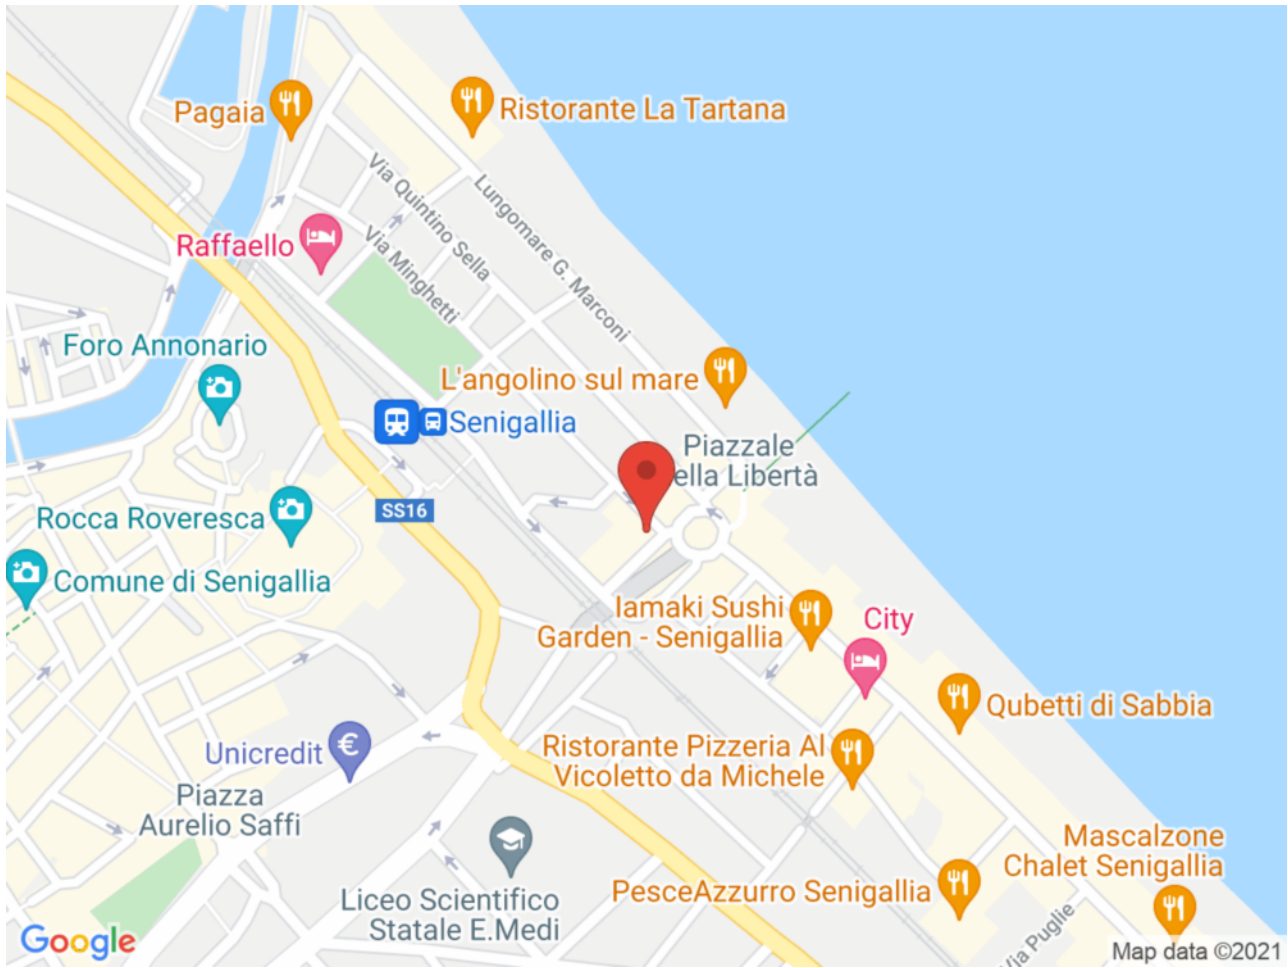 Pagaia
Ristorante La Tartana
Via Quintino Sella
Lungomare G. Marconi
Raffaello
Via Minghetti
Foro Annonario
L'angolino sul mare
Senigallia
Piazzale
ella Libertà
SS16
Rocca Roveresca
Comune di Senigallia
Iamaki Sushi
Garden - Senigallia
City
Qubetti di Sabbia
Unicredit
€
Ristorante Pizzeria Al
Vicoletto da Michele
Piazza
Aurelio Saffi
Mascalzone
Chalet Senigallia
PesceAzzurro Senigallia
Liceo Scientifico
Statale E.Medi
Via Puglie
Google
Map data ©2021